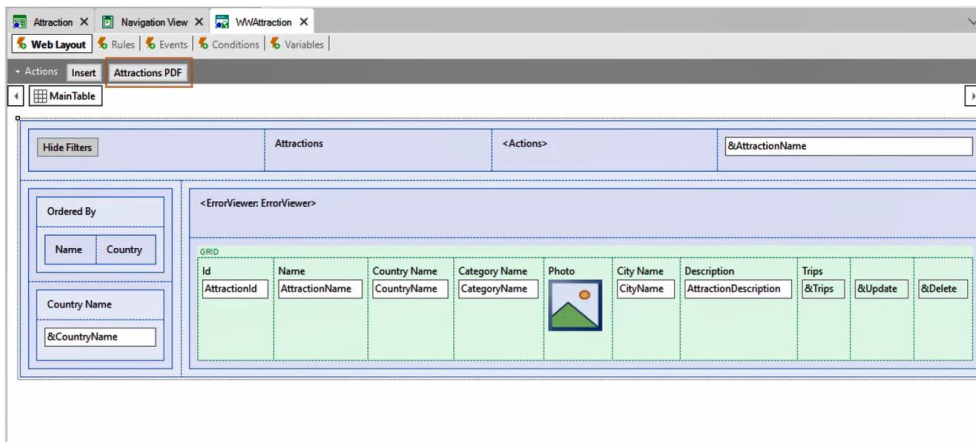 Attraction Navigation View WWAttraction
Web Layout Rules Events Conditions Variables
Actions Insert Attractions PDF
MainTable
Hide Filters Attractions <Actions> &AttractionName
Ordered By
Name Country
Country Name
&CountryName
<ErrorViewer: ErrorViewer>
GRID
Id Name Country Name Category Name Photo City Name Description Trips
AttractionId AttractionName CountryName CategoryName CityName AttractionDescription &Trips &Update &Delete